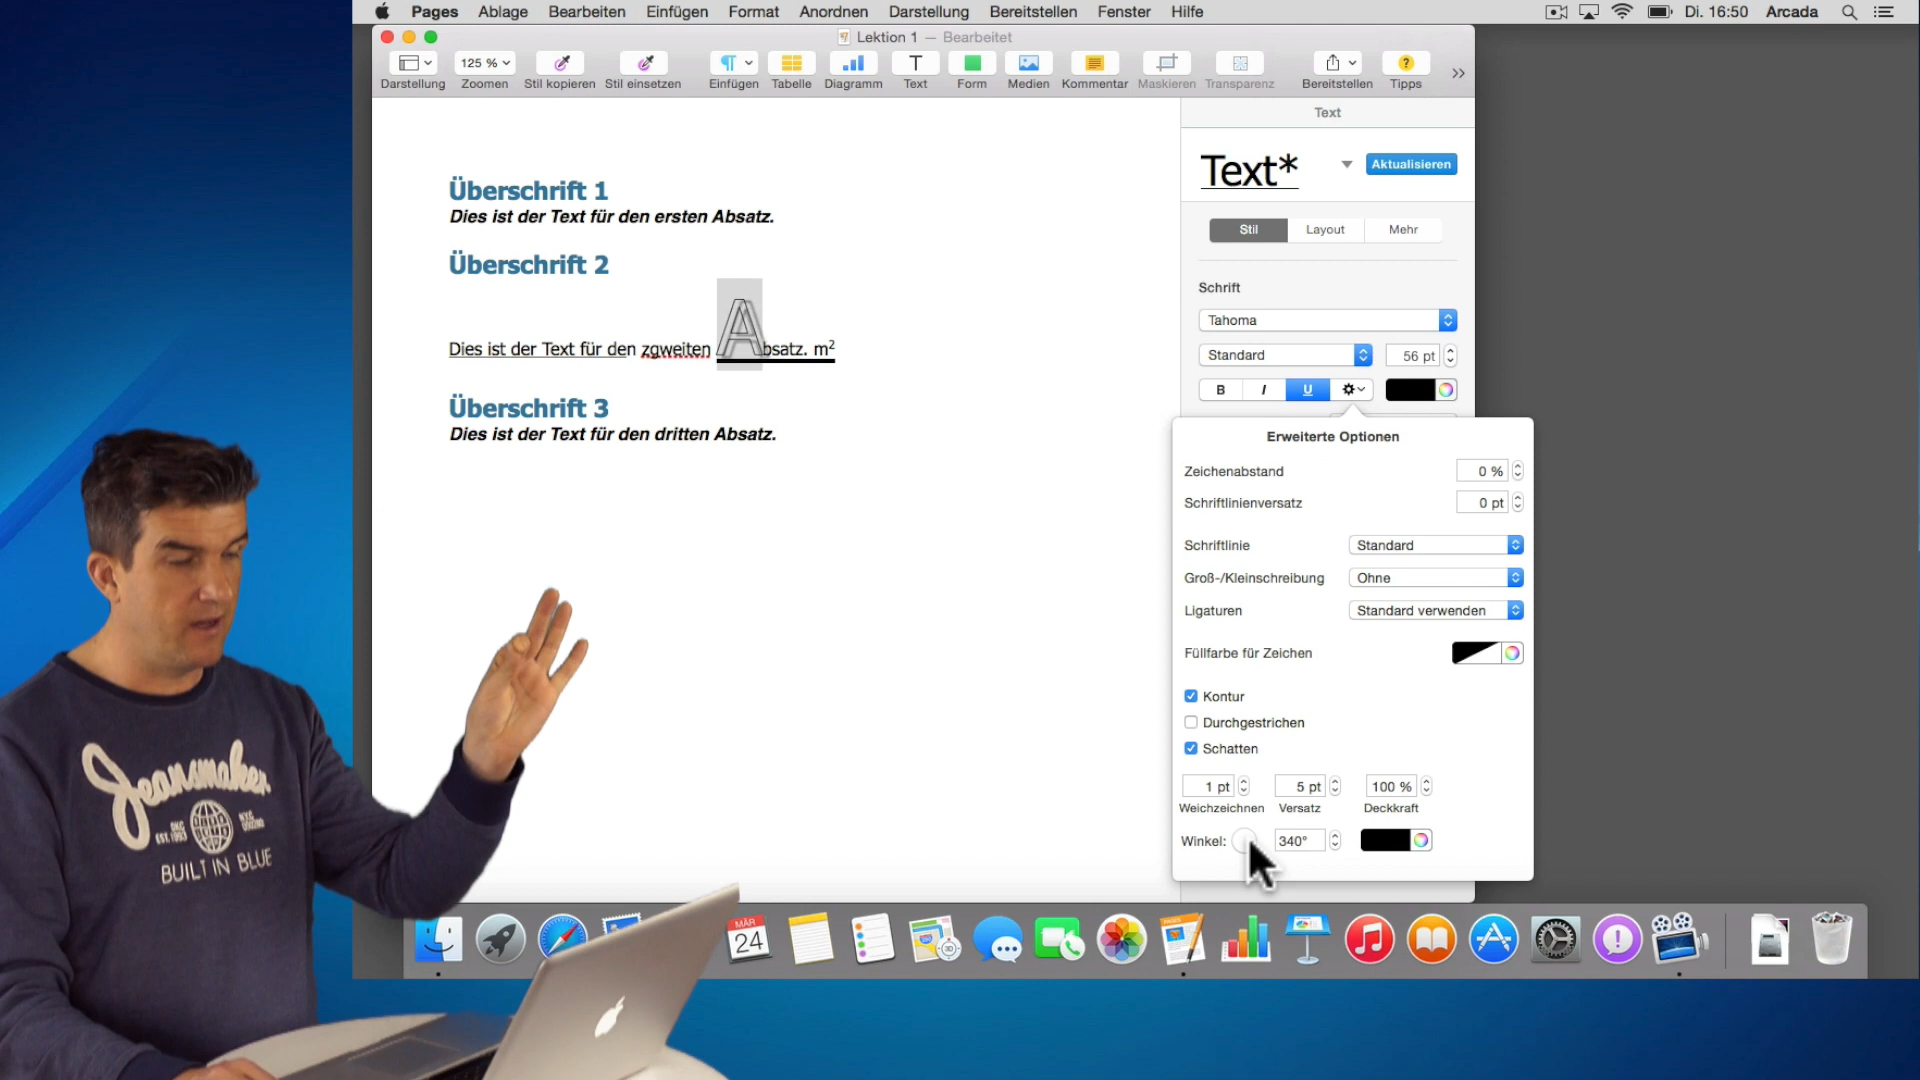 Pages Ablage Bearbeiten Einfügen Format Anordnen Darstellung Bereitstellen Fenster Hilfe Di. 16:50 Arcada
Lektion 1 — Bearbeitet
125 %
Darstellung Zoomen Stil kopieren Stil einsetzen Einfügen Tabelle Diagramm Text Form Medien Kommentar Maskieren Transparenz Bereitstellen Tipps
Überschrift 1
Dies ist der Text für den ersten Absatz.
Überschrift 2
Dies ist der Text für den zgweiten Absatz. m²
Überschrift 3
Dies ist der Text für den dritten Absatz.
Text
Text*
Aktualisieren
Stil Layout Mehr
Schrift
Tahoma
Standard 56 pt
B I U
Erweiterte Optionen
Zeichenabstand 0 %
Schriftlinienversatz 0 pt
Schriftlinie Standard
Groß-/Kleinschreibung Ohne
Ligaturen Standard verwenden
Füllfarbe für Zeichen
Kontur
Durchgestrichen
Schatten
1 pt 5 pt 100 %
Weichzeichnen Versatz Deckkraft
Winkel: 340°
Jeansmaker
EST. 1993
BUILT IN BLUE
MÄR
24
PAGES